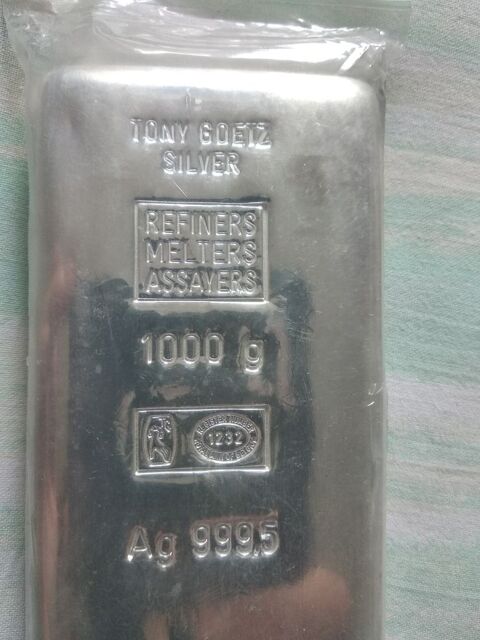 TONY GOETZ
SILVER
REFINERS
MELTERS
ASSAYERS
1000 g
1232
Ag 999,5